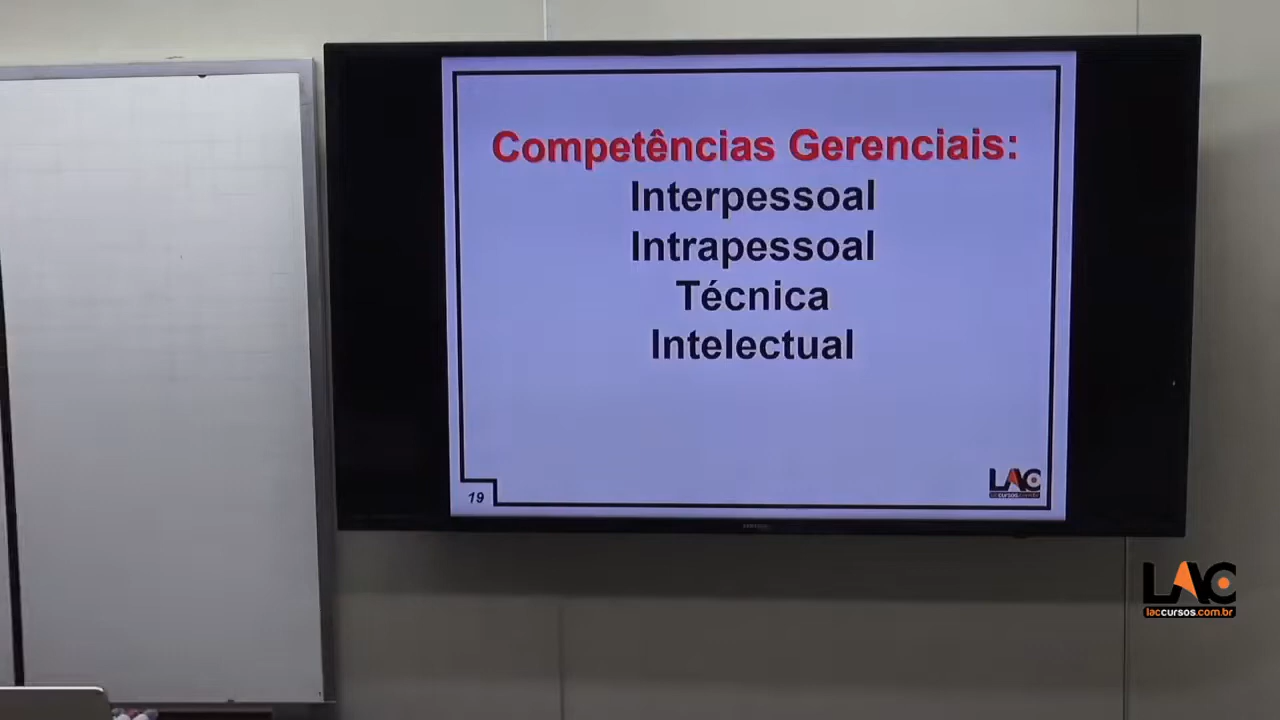 Competências Gerenciais:
Interpessoal
Intrapessoal
Técnica
Intelectual
19
LAC
LAC
laccursos.com.br